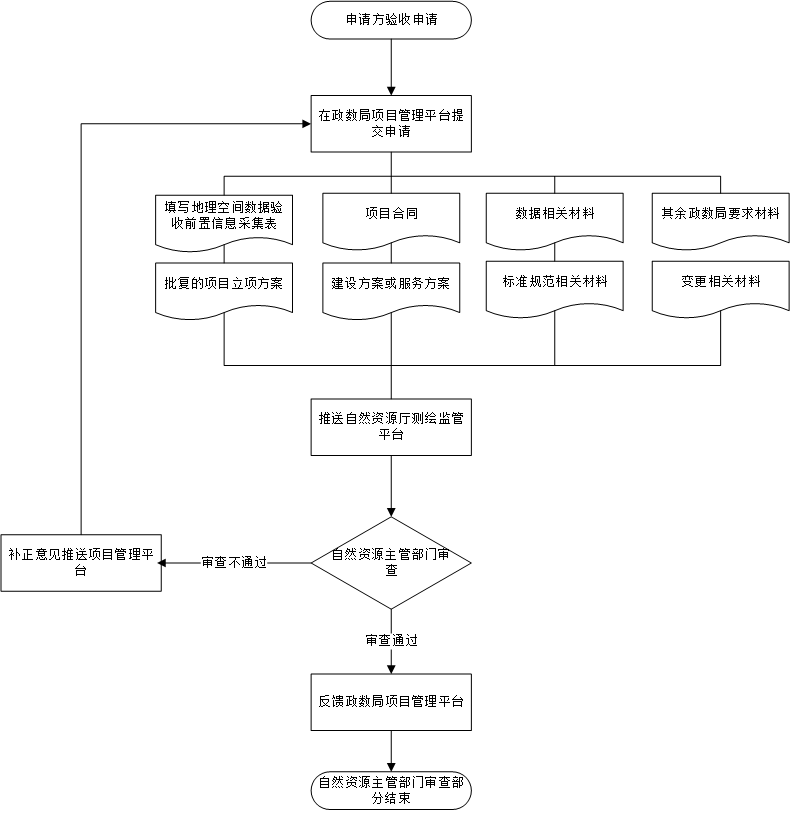 申请方验收申请
在政数局项目管理平台提
交申请
填写地理空间数据验
收前置信息采集表
项目合同
数据相关材料
其余政数局要求材料
批复的项目立项方案
建设方案或服务方案
标准规范相关材料
变更相关材料
推送自然资源厅测绘监管
平台
自然资源主管部门审
查
审查不通过
补正意见推送项目管理平
台
审查通过
反馈政数局项目管理平台
自然资源主管部门审查部
分结束